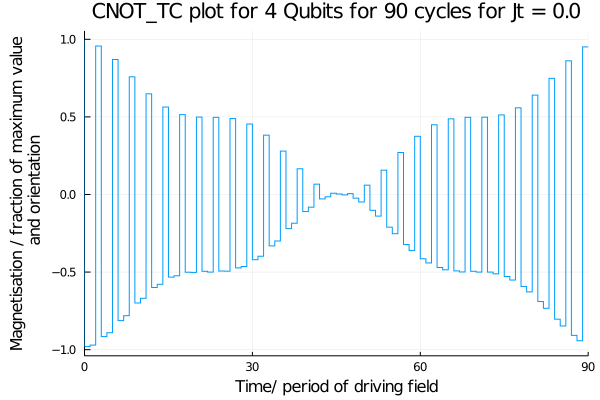 CNOT_TC plot for 4 Qubits for 90 cycles for Jt = 0.0
Magnetisation / fraction of maximum value
and orientation
1.0
0.5
0.0
−0.5
−1.0
0
30
60
90
Time/ period of driving field